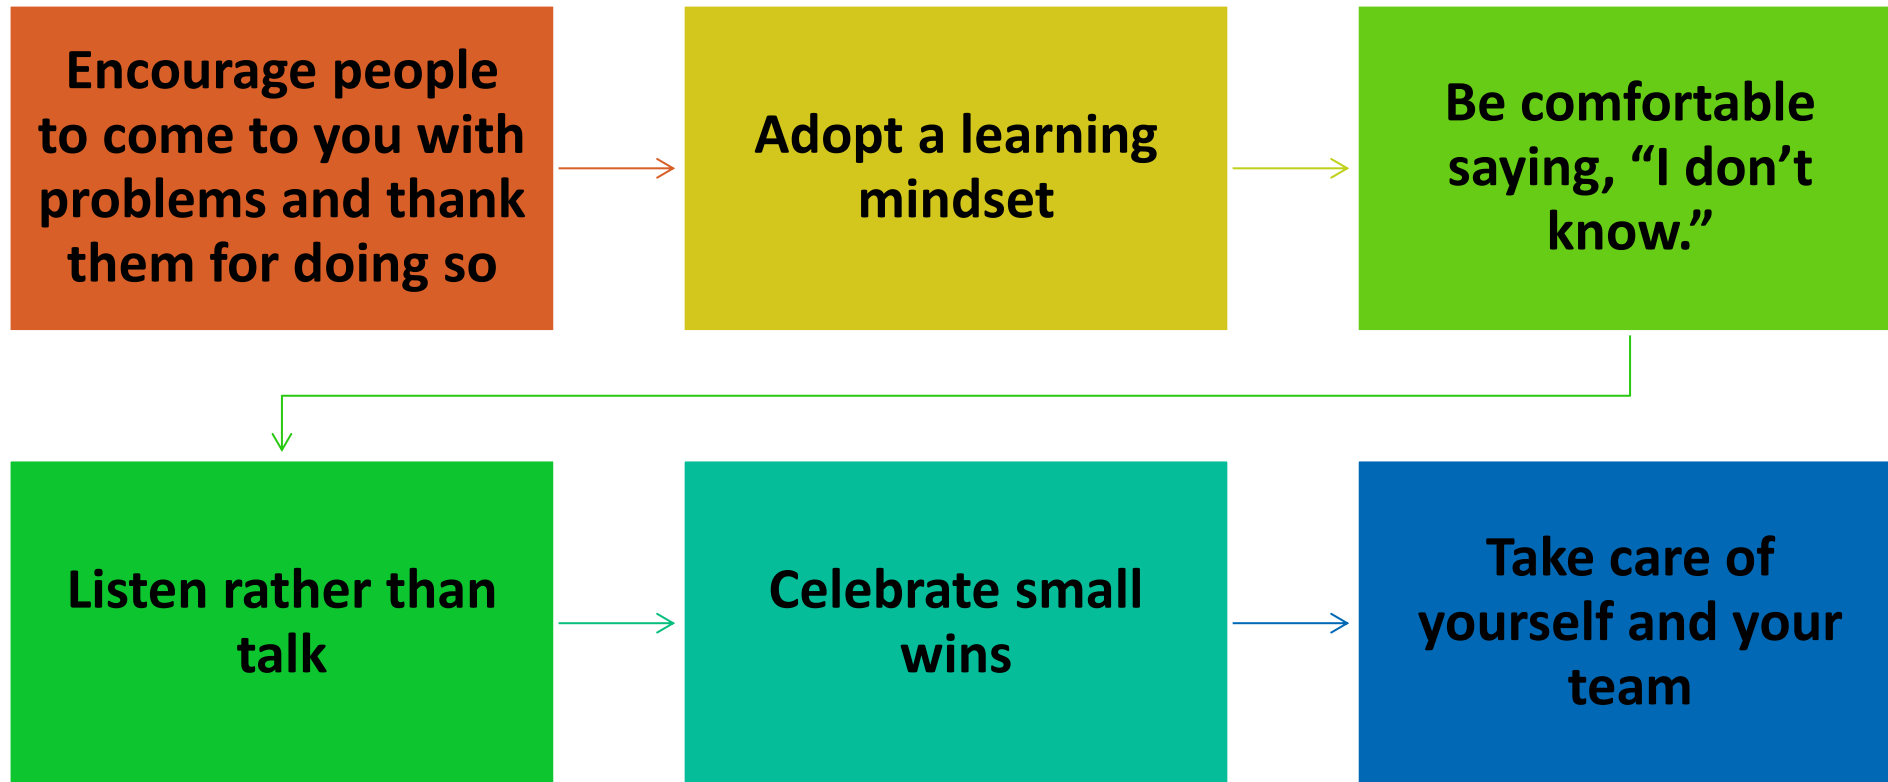 Encourage people
to come to you with
problems and thank
them for doing so
Adopt a learning
mindset
Be comfortable
saying, “I don’t
know.”
Listen rather than
talk
Celebrate small
wins
Take care of
yourself and your
team